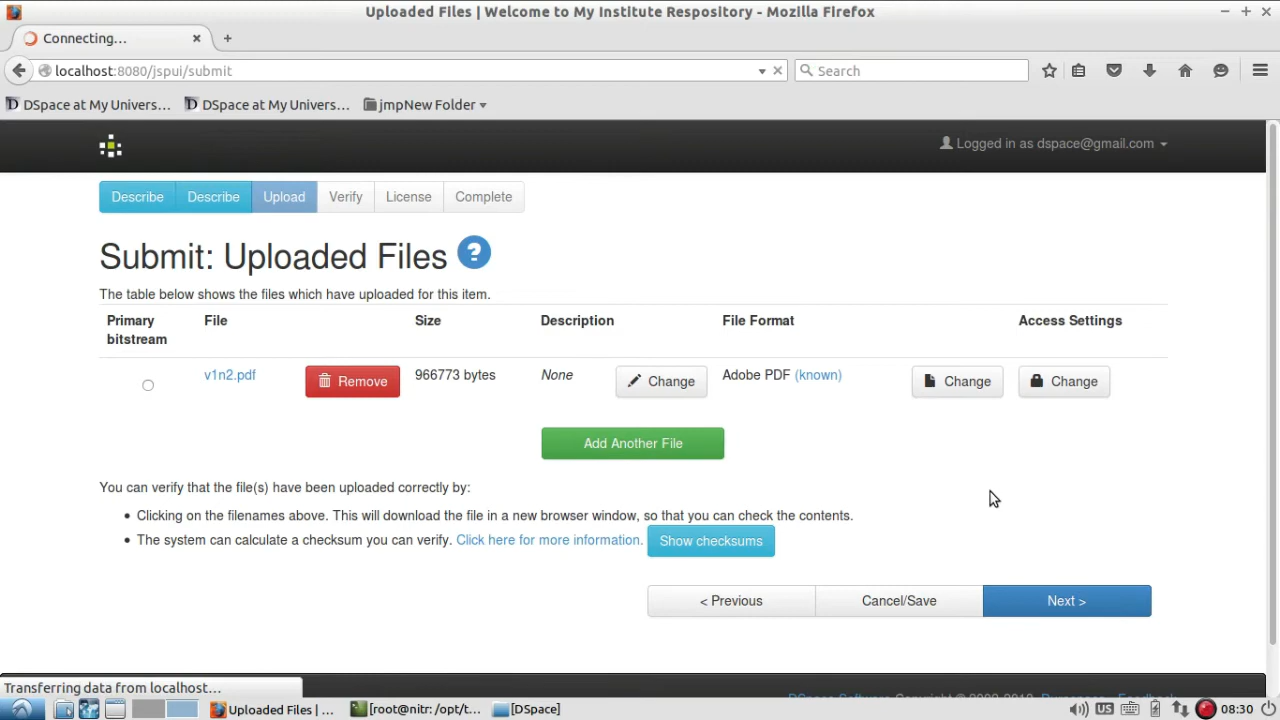 Uploaded Files | Welcome to My Institute Respository - Mozilla Firefox
Connecting...
localhost:8080/jspui/submit
Search
DSpace at My Univers... DSpace at My Univers... jmpNew Folder
Logged in as dspace@gmail.com
Describe Describe Upload Verify License Complete
Submit: Uploaded Files ?
The table below shows the files which have uploaded for this item.
Primary bitstream File Size Description File Format Access Settings
v1n2.pdf Remove 966773 bytes None Change Adobe PDF (known) Change Change
Add Another File
You can verify that the file(s) have been uploaded correctly by:
Clicking on the filenames above. This will download the file in a new browser window, so that you can check the contents.
The system can calculate a checksum you can verify. Click here for more information. Show checksums
< Previous Cancel/Save Next >
Transferring data from localhost...
Uploaded Files | ... [root@nitr: /opt/t... [DSpace] US 08:30